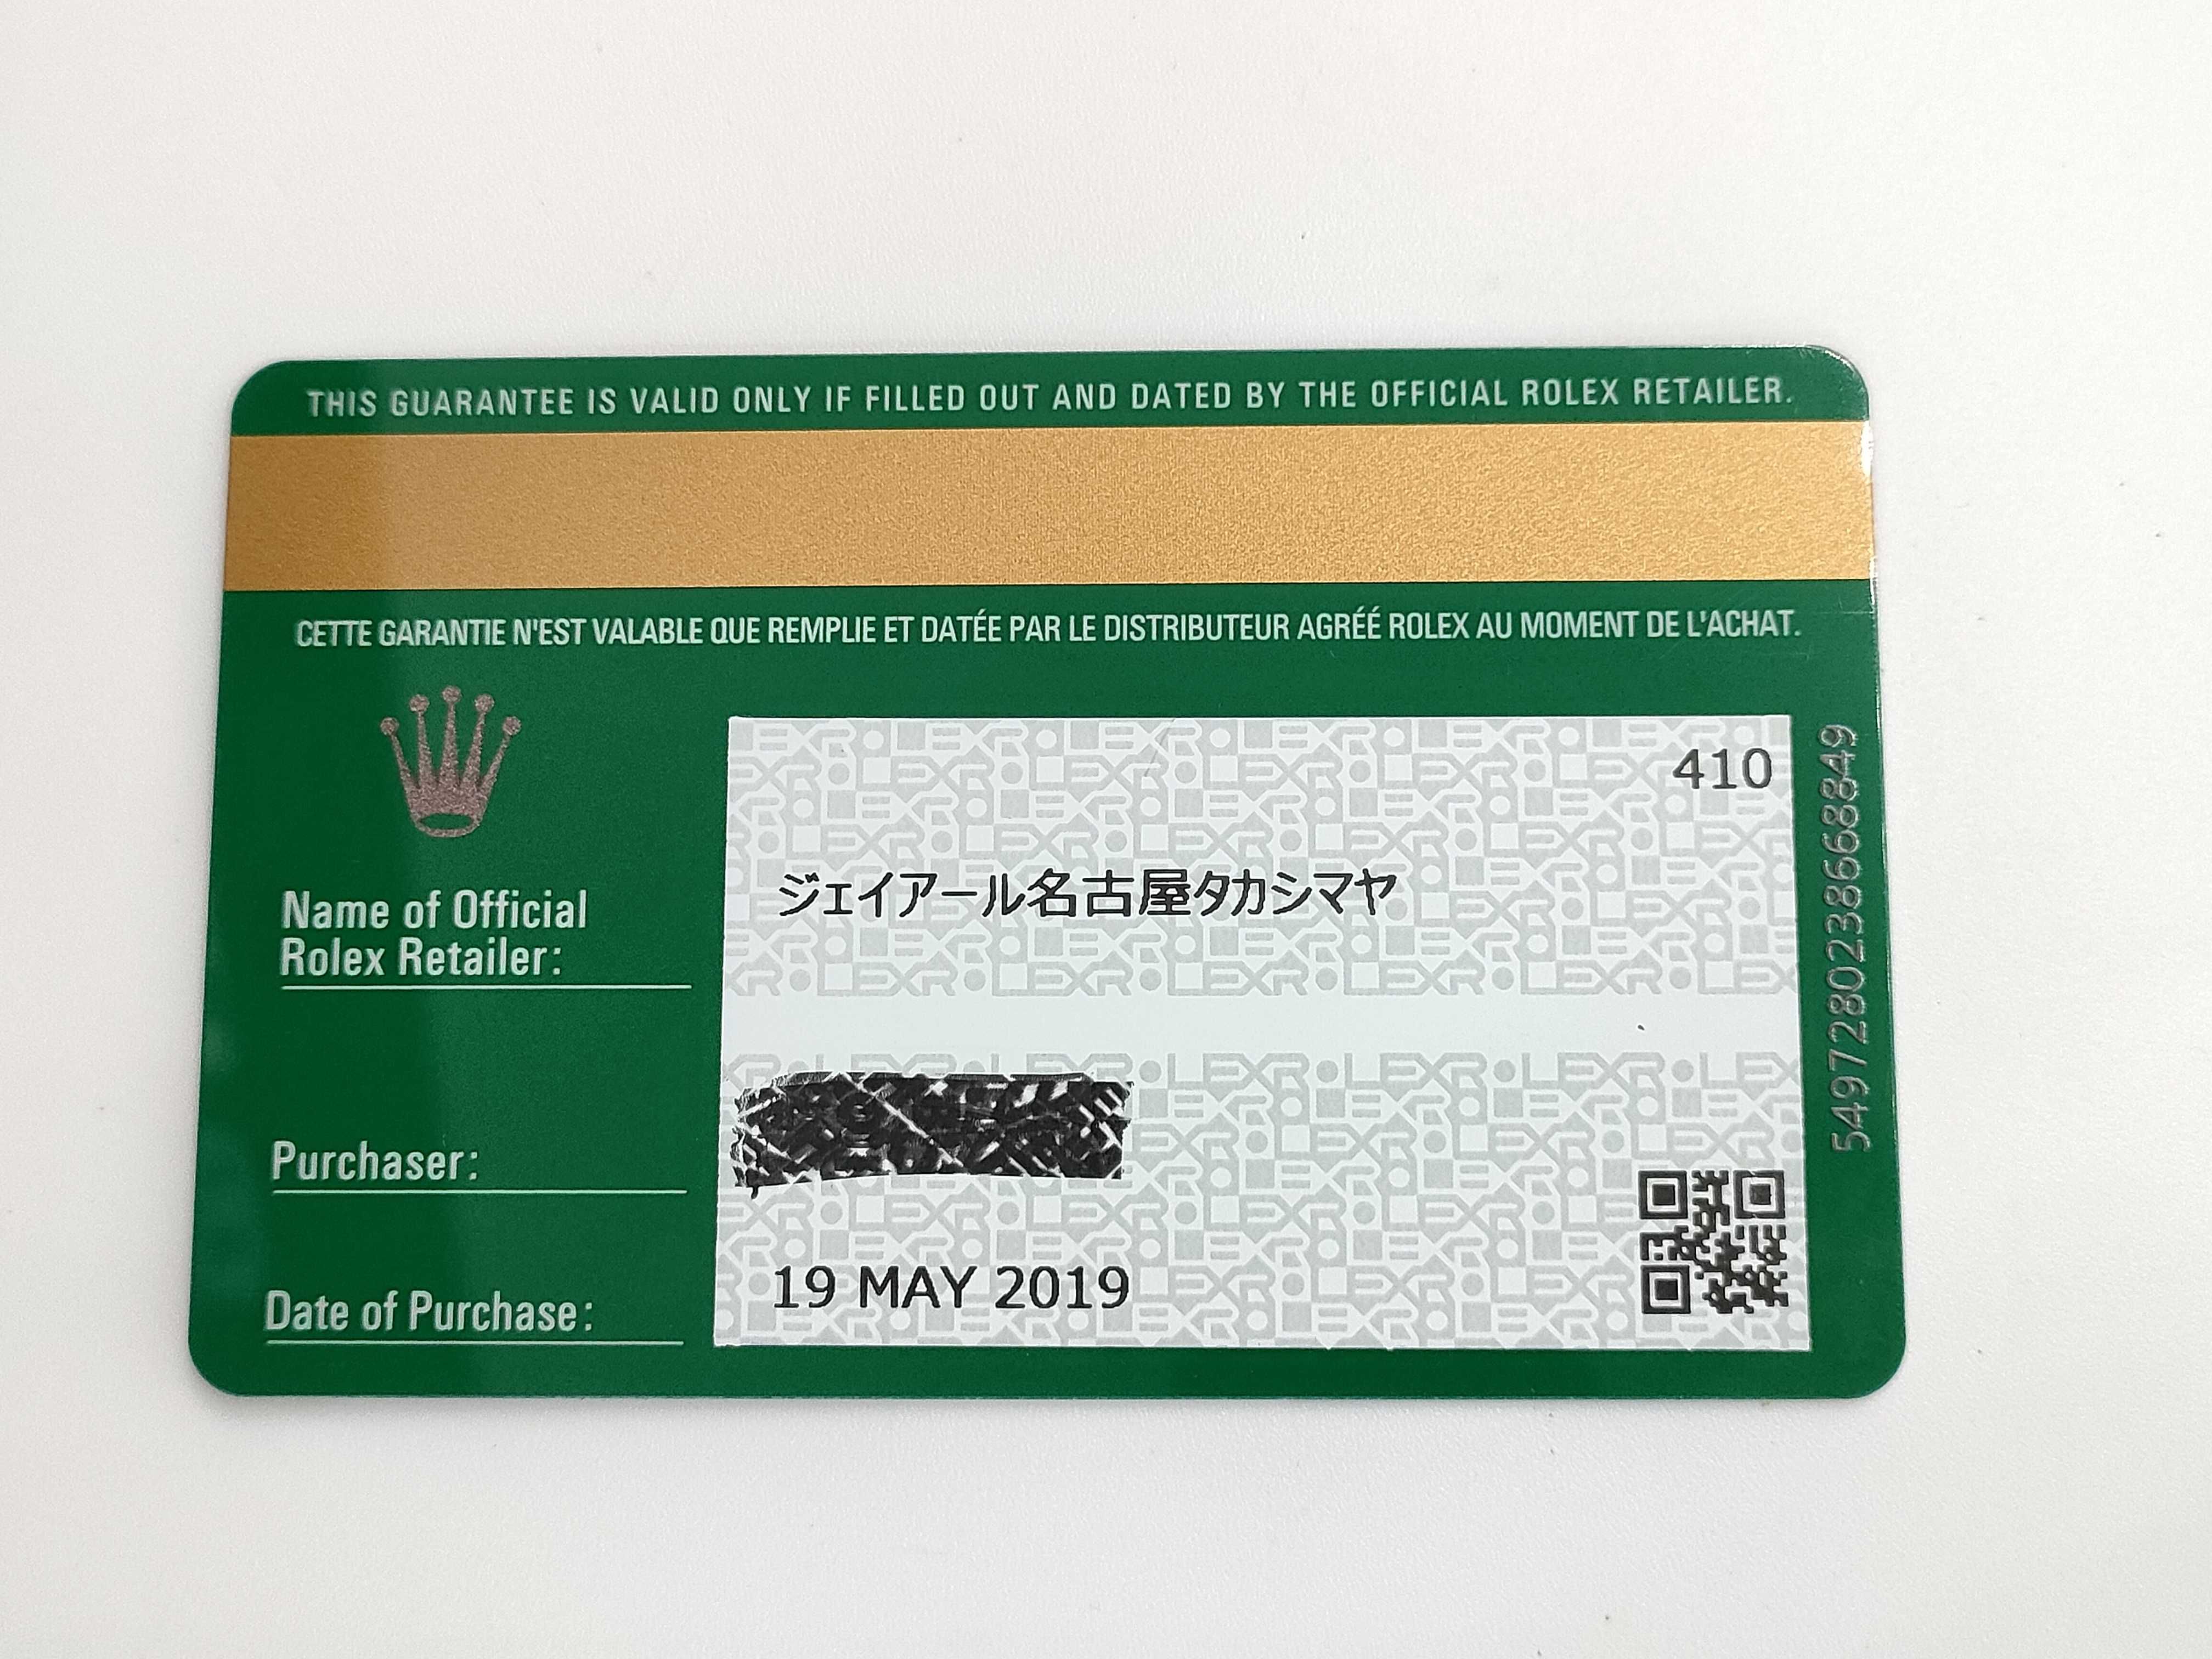 THIS GUARANTEE IS VALID ONLY IF FILLED OUT AND DATED BY THE OFFICIAL ROLEX RETAILER.
CETTE GARANTIE N'EST VALABLE QUE REMPLIE ET DATÉE PAR LE DISTRIBUTEUR AGRÉÉ ROLEX AU MOMENT DE L'ACHAT.
410
Name of Official
Rolex Retailer:
ジェイアール名古屋タカシマヤ
Purchaser:
Date of Purchase:
19 MAY 2019
5497280238668849